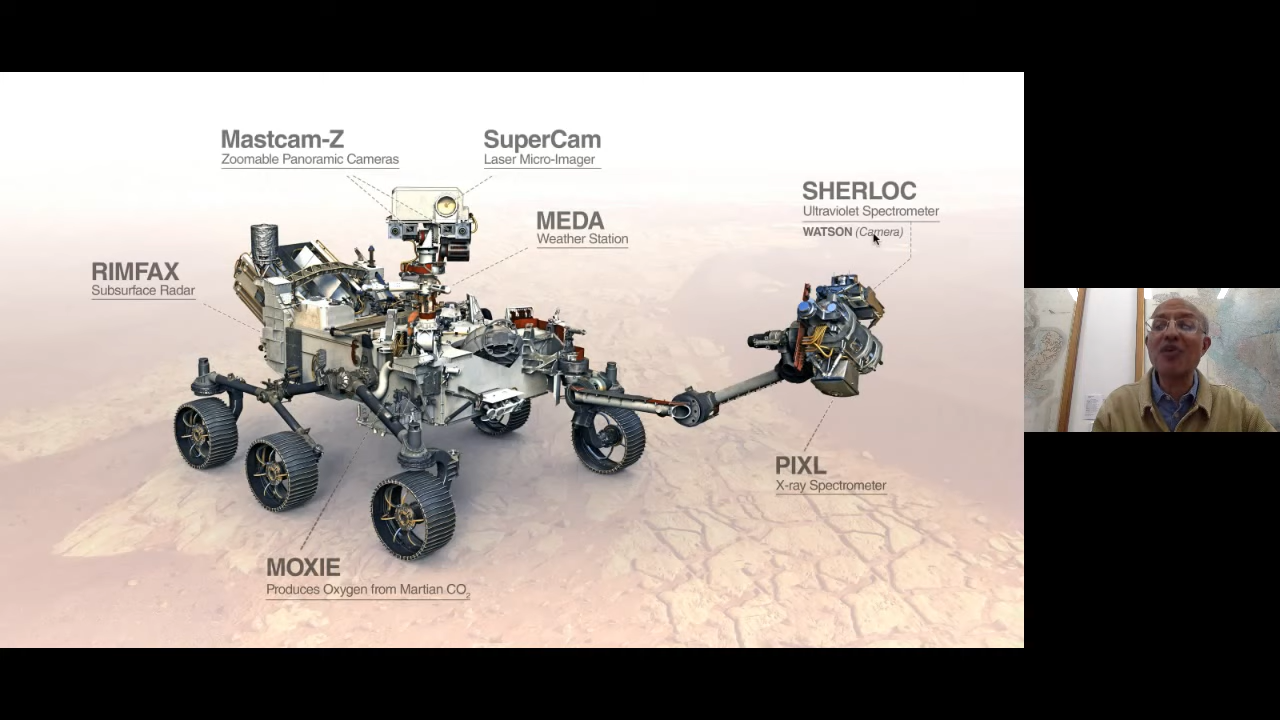 Mastcam-Z
Zoomable Panoramic Cameras
SuperCam
Laser Micro-Imager
SHERLOC
Ultraviolet Spectrometer
WATSON (Camera)
MEDA
Weather Station
RIMFAX
Subsurface Radar
PIXL
X-ray Spectrometer
MOXIE
Produces Oxygen from Martian CO₂